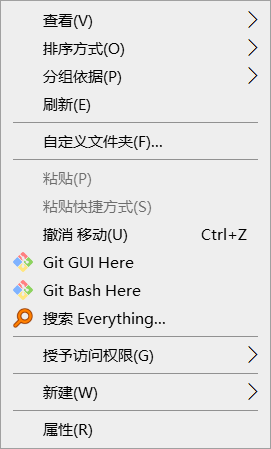 查看(V)
排序方式(O)
分组依据(P)
刷新(E)
自定义文件夹(F)...
粘贴(P)
粘贴快捷方式(S)
撤消 移动(U) Ctrl+Z
Git GUI Here
Git Bash Here
搜索 Everything...
授予访问权限(G)
新建(W)
属性(R)